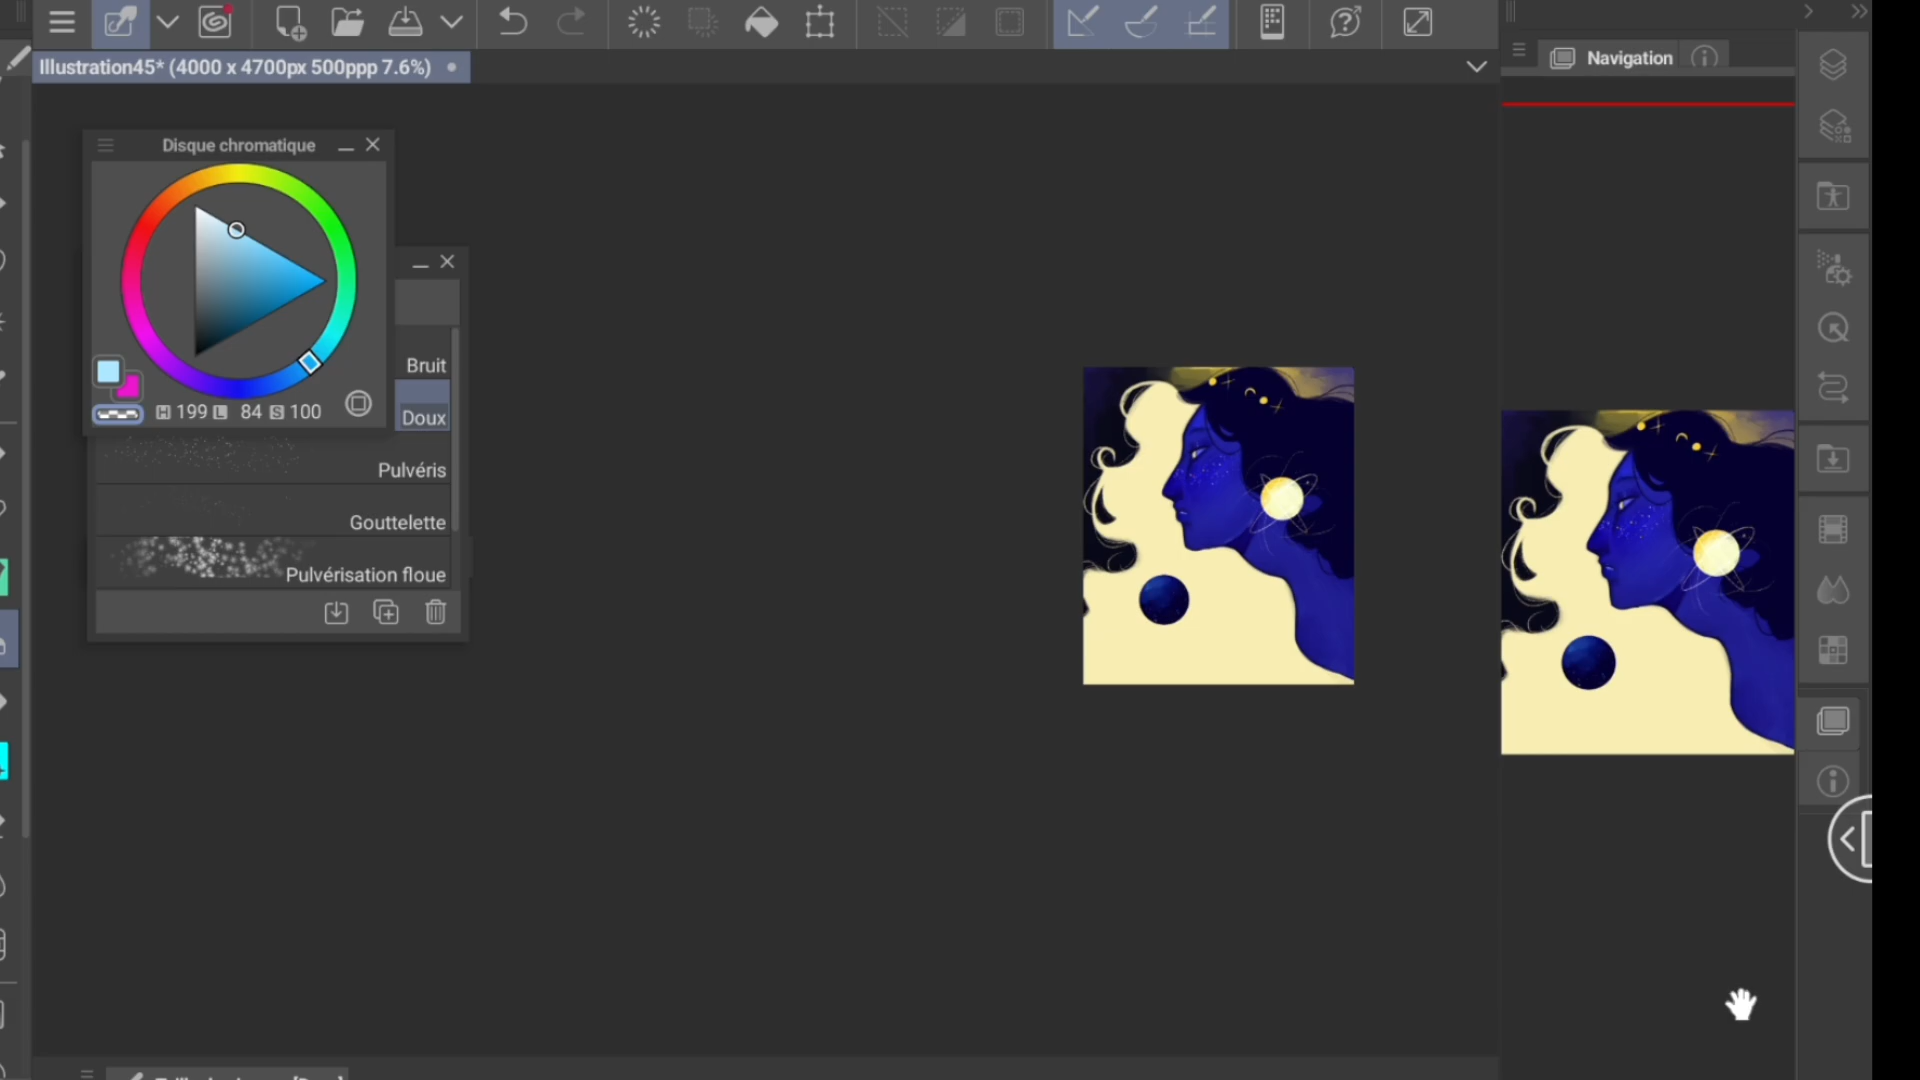 Illustration45* (4000 x 4700px 500ppp 7.6%)
Navigation
Disque chromatique
H 199 L 84 S 100
Bruit
Doux
Pulvéris
Gouttelette
Pulvérisation floue